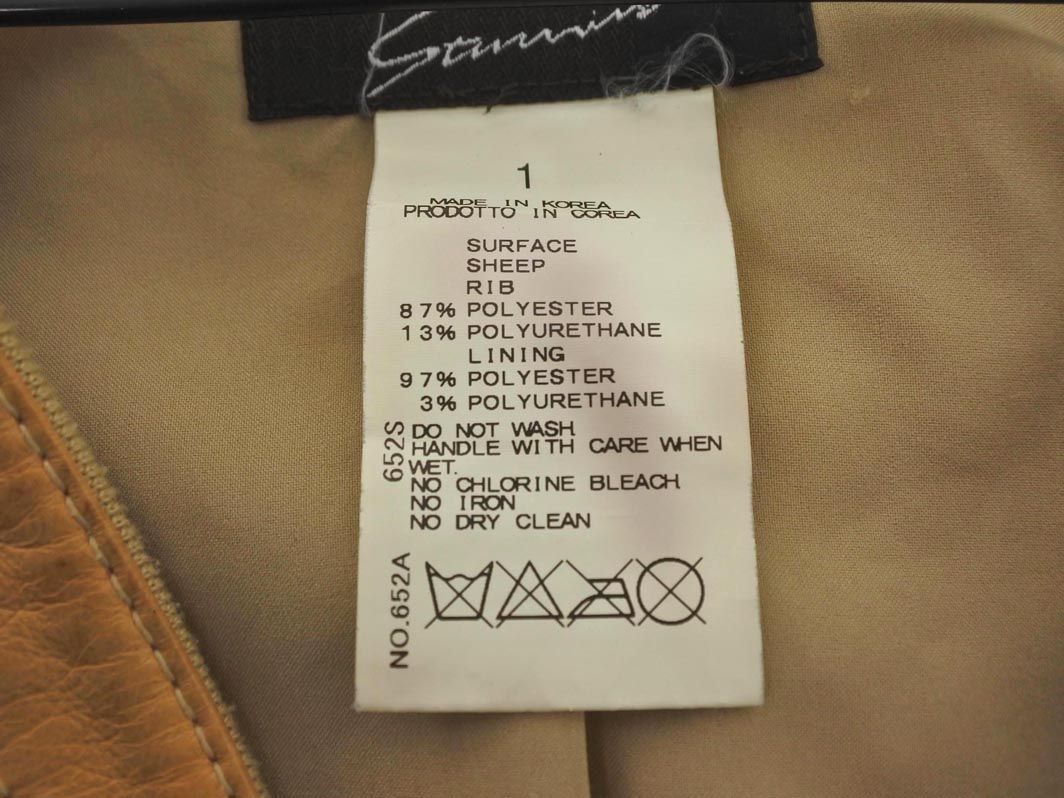 1
MADE IN KOREA
PRODOTTO IN COREA
SURFACE
SHEEP
RIB
87% POLYESTER
13% POLYURETHANE
LINING
97% POLYESTER
3% POLYURETHANE
652S
DO NOT WASH
HANDLE WITH CARE WHEN
WET.
NO CHLORINE BLEACH
NO IRON
NO DRY CLEAN
NO.652A